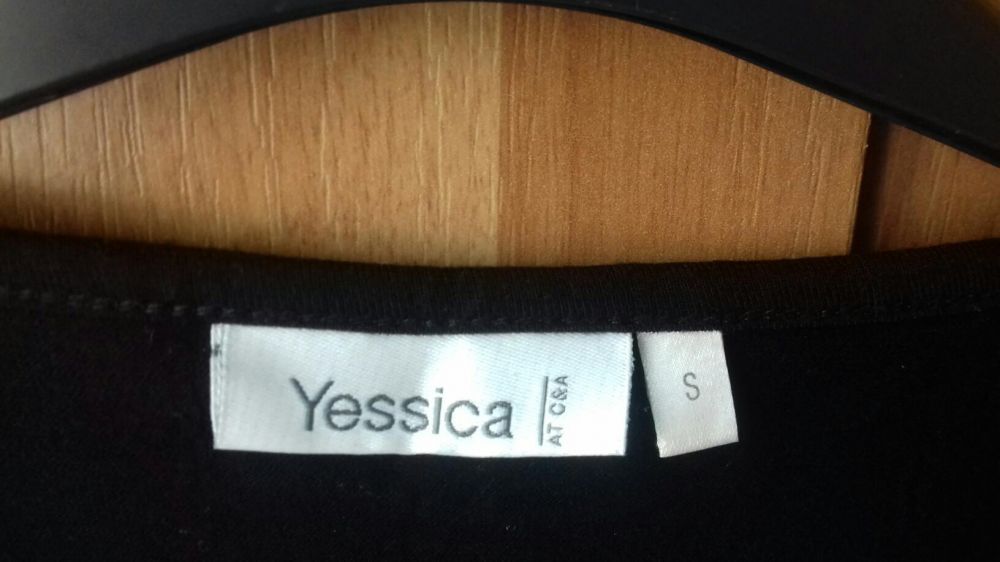 Yessica
AT C&A
S